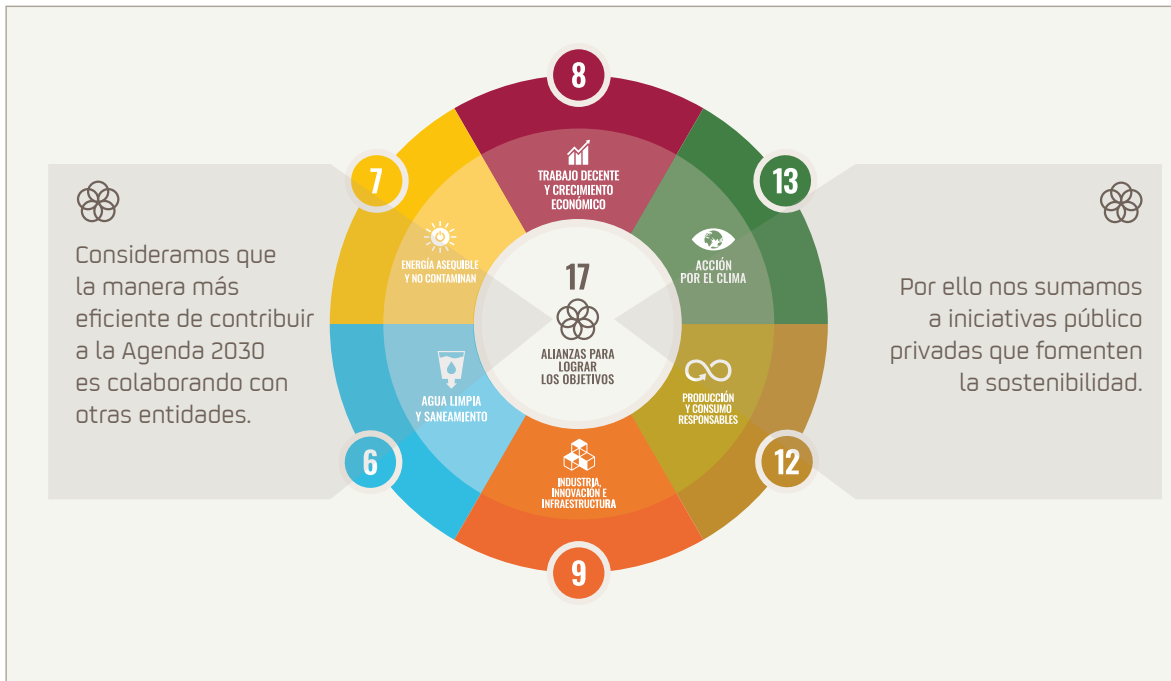 Consideramos que
la manera más
eficiente de contribuir
a la Agenda 2030
es colaborando con
otras entidades.
8
TRABAJO DECENTE
Y CRECIMIENTO
ECONÓMICO
7
ENERGÍA ASEQUIBLE
Y NO CONTAMINAN
13
ACCIÓN
POR EL CLIMA
17
ALIANZAS PARA
LOGRAR
LOS OBJETIVOS
6
AGUA LIMPIA
Y SANEAMIENTO
12
PRODUCCIÓN
Y CONSUMO
RESPONSABLES
INDUSTRIA,
INNOVACIÓN E
INFRAESTRUCTURA
9
Por ello nos sumamos
a iniciativas público
privadas que fomenten
la sostenibilidad.